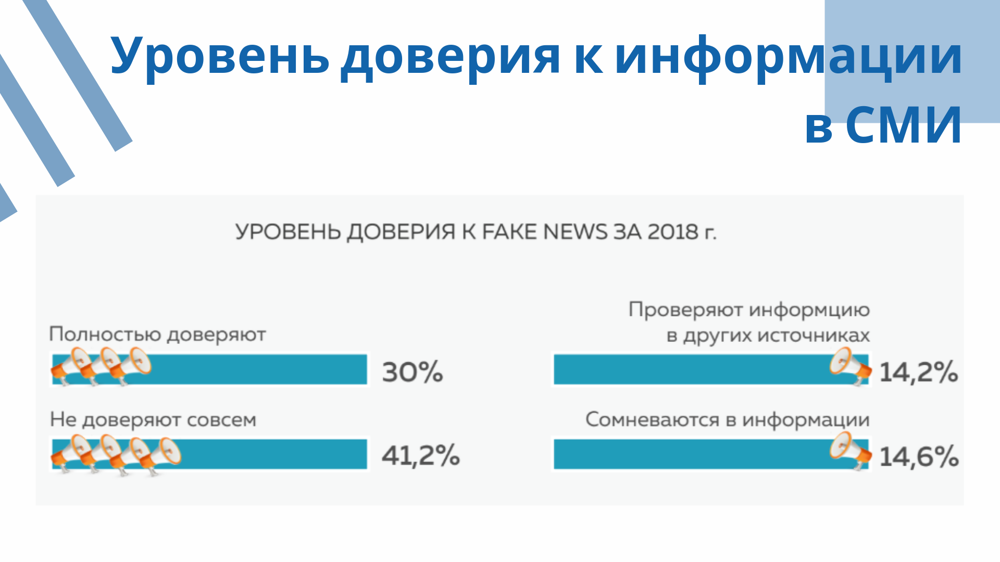 Уровень доверия к информации
в СМИ
УРОВЕНЬ ДОВЕРИЯ К FAKE NEWS ЗА 2018 г.
Полностью доверяют
30%
Не доверяют совсем
41,2%
Проверяют информцию
в других источниках
14,2%
Сомневаются в информации
14,6%